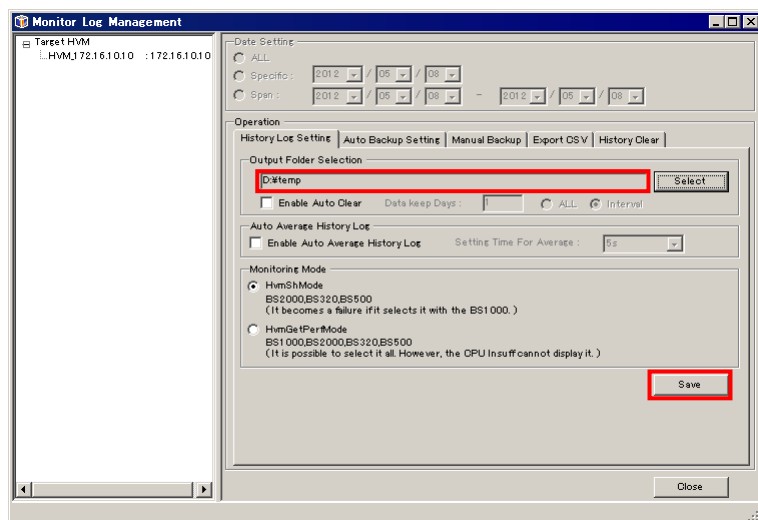 Monitor Log Management
Target HVM
HVM_172.16.10.10 :172.16.10.10
Date Setting
ALL
Specific : 2012 / 05 / 08
Span : 2012 / 05 / 08 - 2012 / 05 / 08
Operation
History Log Setting Auto Backup Setting Manual Backup Export CSV History Clear
Output Folder Selection
D:¥temp Select
Enable Auto Clear Data keep Days : 1 ALL Interval
Auto Average History Log
Enable Auto Average History Log Setting Time For Average : 5s
Monitoring Mode
HvmShMode
BS2000,BS320,BS500
(It becomes a failure if it selects it with the BS1000.)
HvmGetPerfMode
BS1000,BS2000,BS320,BS500
(It is possible to select it all. However, the CPU Insuff cannot display it.)
Save
Close